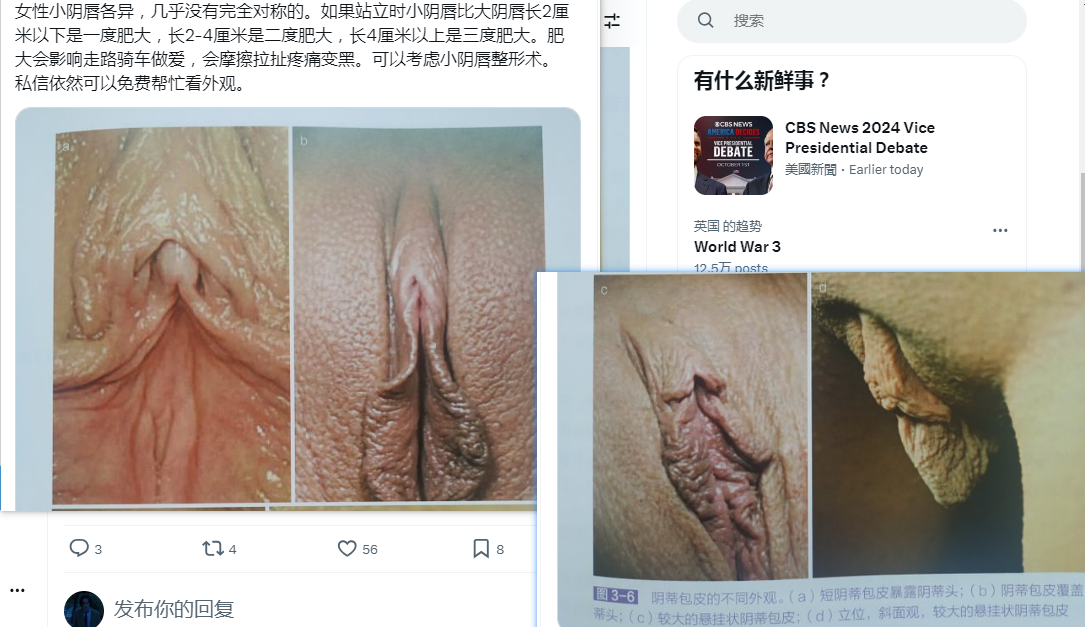 女性小阴唇各异，几乎没有完全对称的。如果站立时小阴唇比大阴唇长2厘
米以下是一度肥大，长2-4厘米是二度肥大，长4厘米以上是三度肥大。肥
大会影响走路骑车做爱，会摩擦拉扯疼痛变黑。可以考虑小阴唇整形术。
私信依然可以免费帮忙看外观。
a
b
3
4
56
8
发布你的回复
搜索
有什么新鲜事？
CBS NEWS
AMERICA DECIDES
VICE PRESIDENTIAL
DEBATE
OCTOBER 1ST
CBS News 2024 Vice
Presidential Debate
美國新聞 · Earlier today
英国 的趋势
World War 3
12.5万 posts
c
d
图 3-6 阴蒂包皮的不同外观。（a）短阴蒂包皮暴露阴蒂头；（b）阴蒂包皮覆盖
蒂头；（c）较大的悬挂状阴蒂包皮；（d）立位，斜面观，较大的悬挂状阴蒂包皮